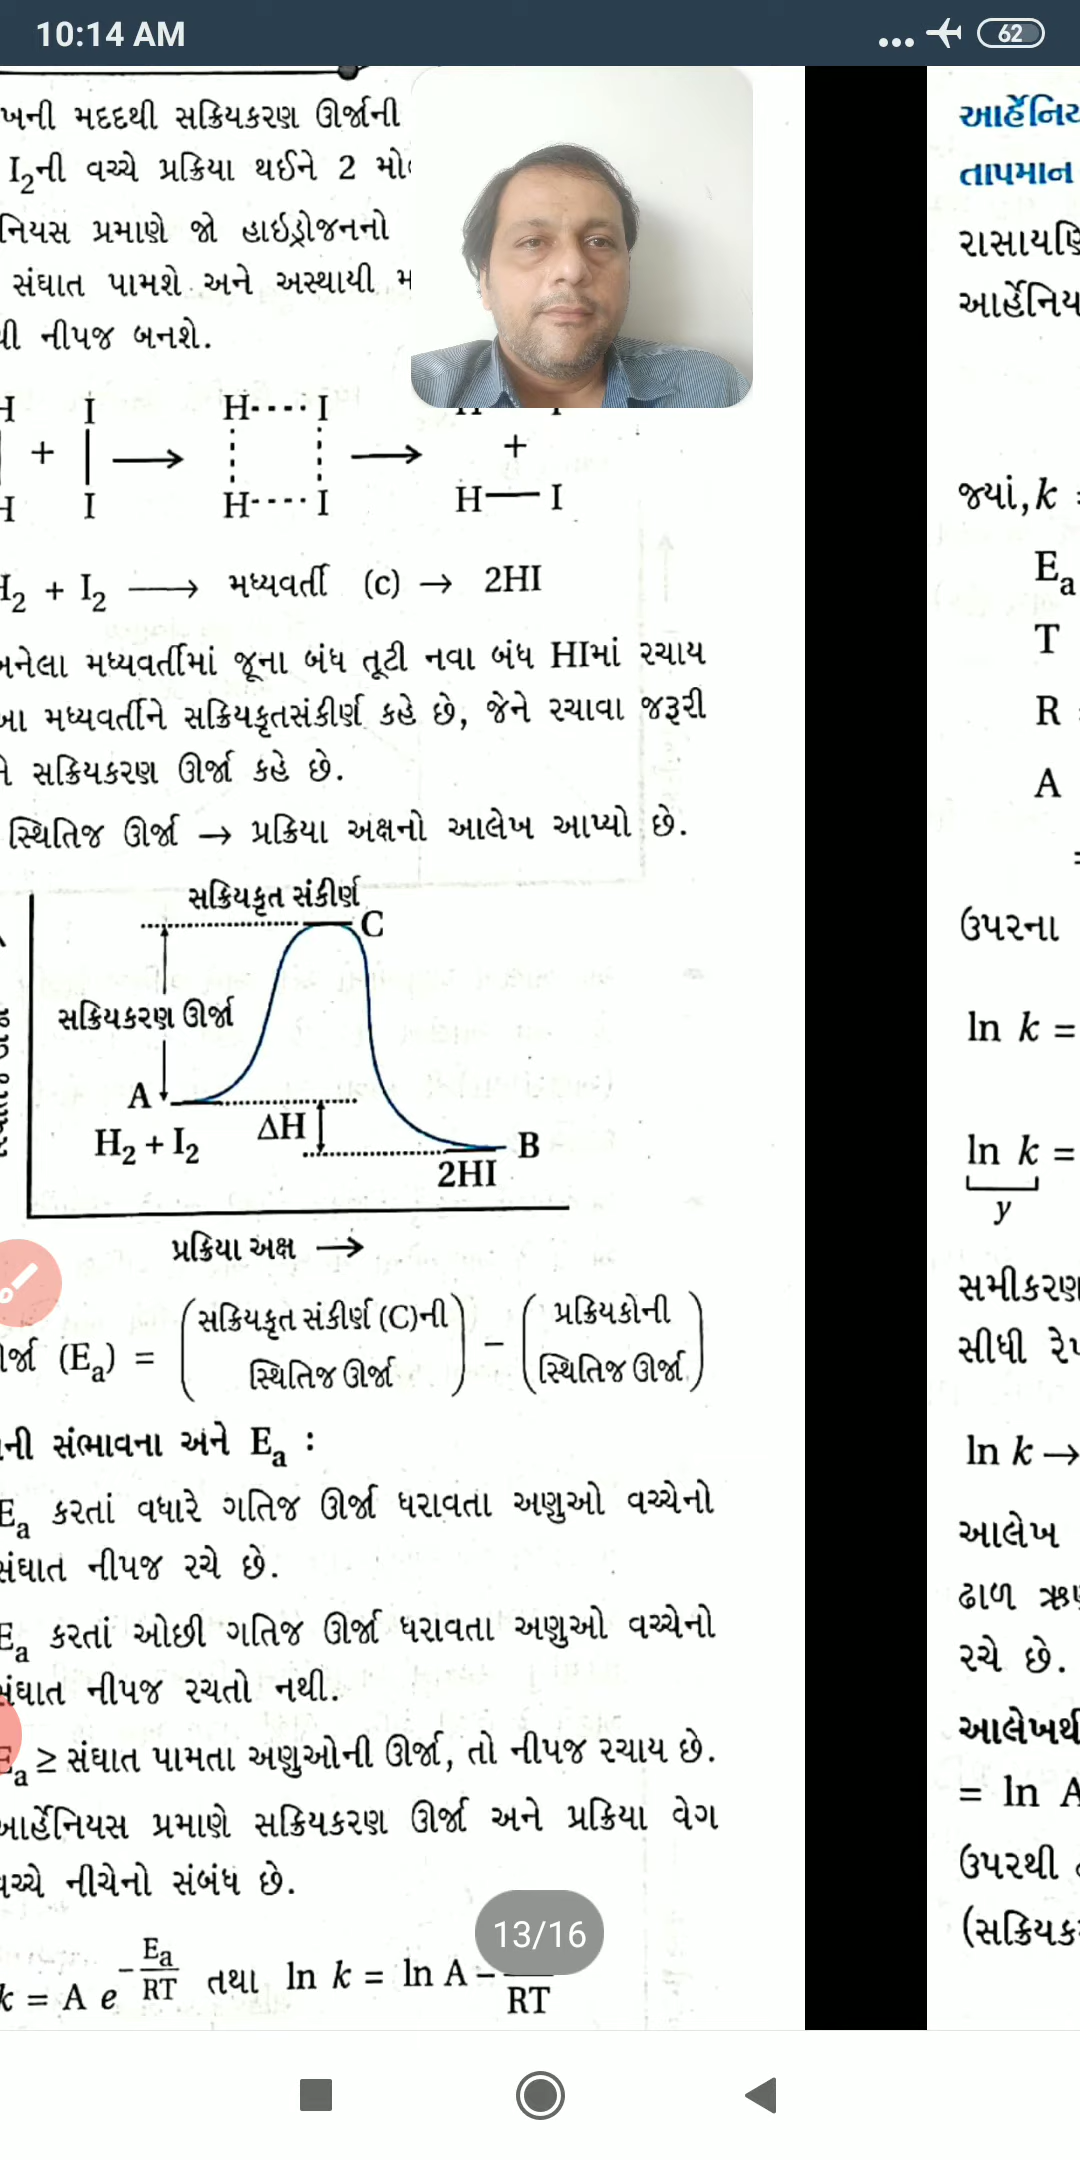 10:14 AM
62
ખની મદદથી સક્રિયકરણ ઊર્જાની
I₂ની વચ્ચે પ્રક્રિયા થઈને 2
નિયસ પ્રમાણે જો હાઇડ્રોજનનો
સંઘાત પામશે અને અસ્થાયી
થી નીપજ બનશે.
H I H----I
+ | ⟶ ⟶ +
H I H----I H—I
H₂ + I₂ ⟶ મધ્યવર્તી (c) → 2HI
બનેલા મધ્યવર્તીમાં જૂના બંધ તૂટી નવા બંધ HIમાં રચાય
આ મધ્યવર્તીને સક્રિયકૃતસંકીર્ણ કહે છે, જેને રચાવા જરૂરી
ને સક્રિયકરણ ઊર્જા કહે છે.
સ્થિતિજ ઊર્જા → પ્રક્રિયા અક્ષનો આલેખ આપ્યો છે.
સક્રિયકૃત સંકીર્ણ
C
સક્રિયકરણ ઊર્જા
A
H₂ + I₂
ΔH
B
2HI
પ્રક્રિયા અક્ષ ⟶
ર્જા (Eₐ) = (સક્રિયકૃત સંકીર્ણ (C)ની સ્થિતિજ ઊર્જા) − (પ્રક્રિયકોની સ્થિતિજ ઊર્જા)
ની સંભાવના અને Eₐ :
Eₐ કરતાં વધારે ગતિજ ઊર્જા ધરાવતા અણુઓ વચ્ચેનો
સંઘાત નીપજ રચે છે.
Eₐ કરતાં ઓછી ગતિજ ઊર્જા ધરાવતા અણુઓ વચ્ચેનો
સંઘાત નીપજ રચતો નથી.
Eₐ ≥ સંઘાત પામતા અણુઓની ઊર્જા, તો નીપજ રચાય છે.
આર્હેનિયસ પ્રમાણે સક્રિયકરણ ઊર્જા અને પ્રક્રિયા વેગ
વચ્ચે નીચેનો સંબંધ છે.
13/16
k = A e^(−Eₐ/RT) તથા ln k = ln A − /RT
આર્હેનિય
તાપમાન
રાસાયણિ
આર્હેનિય
જ્યાં, k =
Eₐ
T
R
A
=
ઉપરના
ln k =
ln k =
y
સમીકરણ
સીધી રે
ln k →
આલેખ
ઢાળ ઋણ
રચે છે.
આલેખથી
= ln A
ઉપરથી
(સક્રિયક